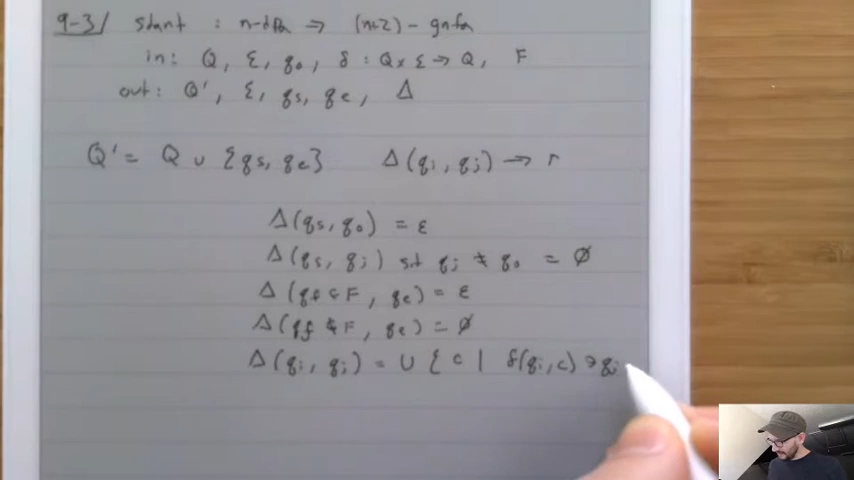 9-3/ start : n-dfa ⇒ (n+2)-gnfa
in: Q, Σ, q₀, δ : Q×Σ→Q, F
out: Q', Σ, qs, qe, Δ
Q' = Q ∪ {qs, qe} Δ(qi, qj) → r
Δ(qs, q₀) = ε
Δ(qs, qj) s.t qj ≠ q₀ = ∅
Δ(qf ∈ F, qe) = ε
Δ(qf ∉ F, qe) = ∅
Δ(qi, qj) = ∪ {c | δ(qi, c) → qj